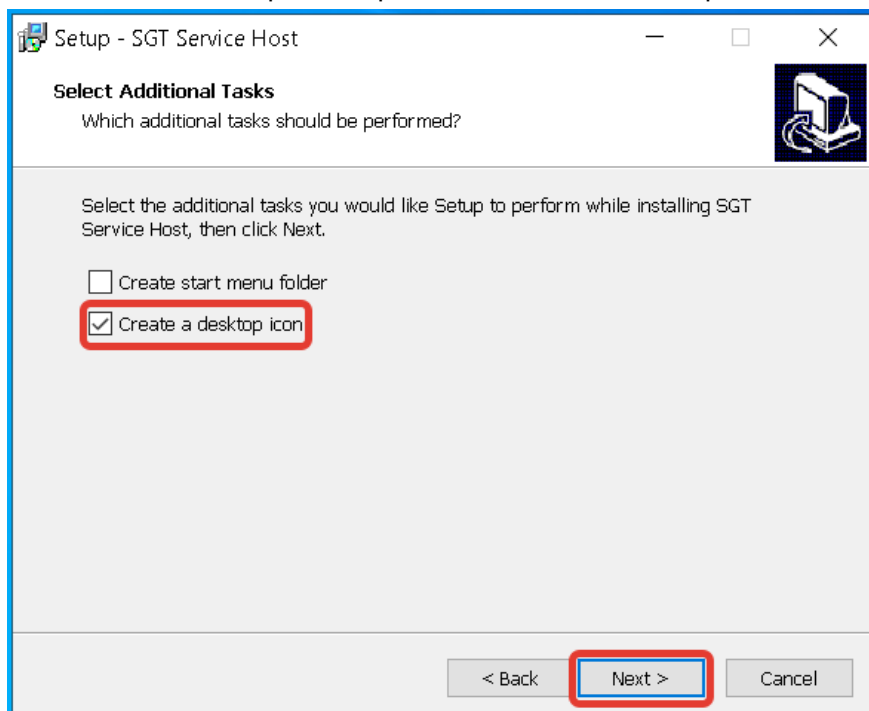 Setup - SGT Service Host
Select Additional Tasks
Which additional tasks should be performed?
Select the additional tasks you would like Setup to perform while installing SGT
Service Host, then click Next.
Create start menu folder
Create a desktop icon
< Back Next > Cancel